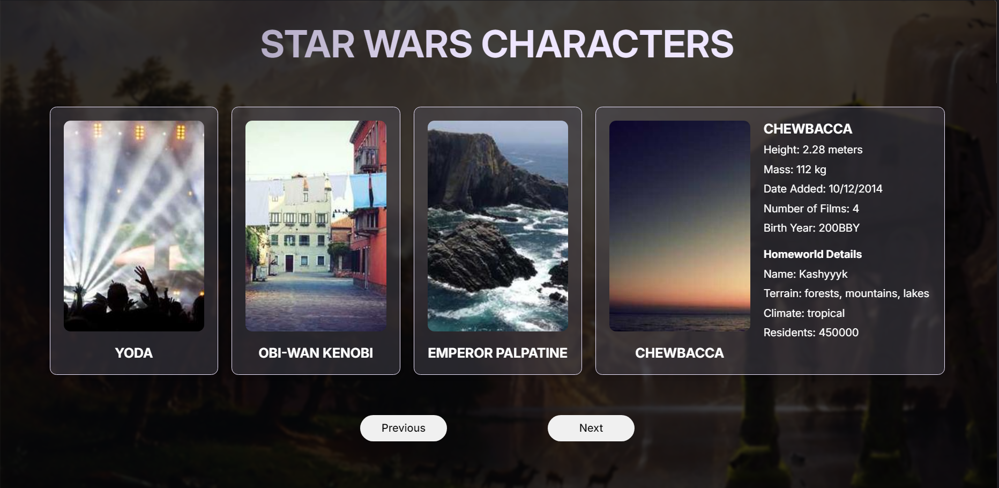 STAR WARS CHARACTERS
YODA
OBI-WAN KENOBI
EMPEROR PALPATINE
CHEWBACCA
CHEWBACCA
Height: 2.28 meters
Mass: 112 kg
Date Added: 10/12/2014
Number of Films: 4
Birth Year: 200BBY
Homeworld Details
Name: Kashyyyk
Terrain: forests, mountains, lakes
Climate: tropical
Residents: 450000
Previous
Next